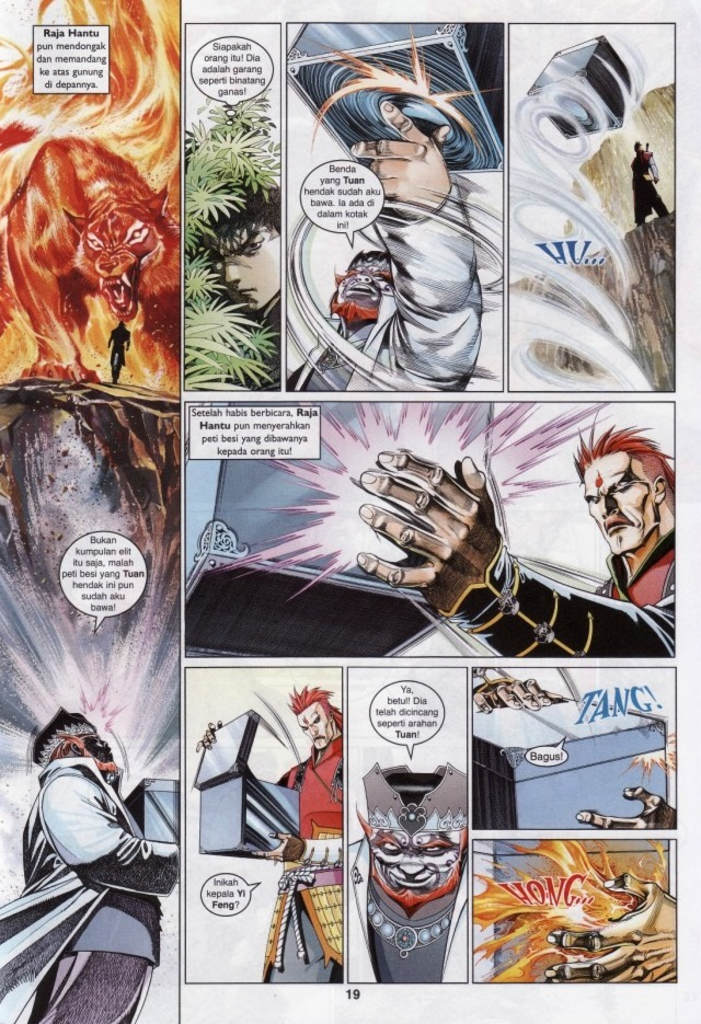 Raja Hantu
pun mendongak
dan memandang
ke atas gunung
di depannya.
Bukan
kumpulan elit
itu saja, malah
peti besi yang Tuan
hendak ini pun
sudah aku
bawa!
Siapakah
orang itu! Dia
adalah garang
seperti binatang
ganas!
Benda
yang Tuan
hendak sudah aku
bawa. Ia ada di
dalam kotak
ini!
HU...
Setelah habis berbicara, Raja
Hantu pun menyerahkan
peti besi yang dibawanya
kepada orang itu!
Inikah
kepala Yi
Feng?
Ya,
betul! Dia
telah dicincang
seperti arahan
Tuan!
TANG!
Bagus!
HONG...
19